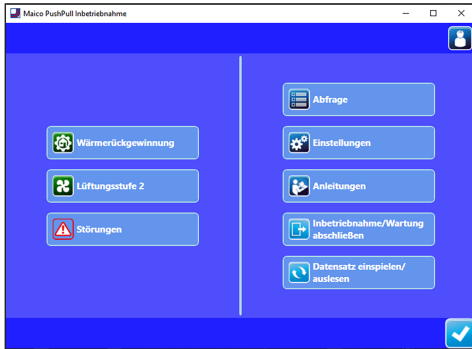 Maico PushPull Inbetriebnahme
Wärmerückgewinnung
Lüftungsstufe 2
Störungen
Abfrage
Einstellungen
Anleitungen
Inbetriebnahme/Wartung
abschließen
Datensatz einspielen/
auslesen